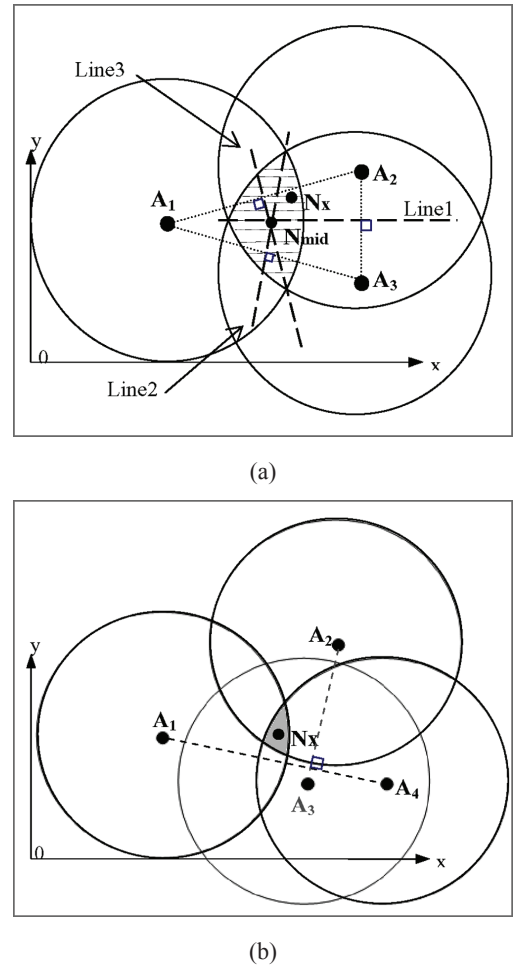 Line3
y
A₂
A₁
Nx
Line1
Nmid
A₃
0
x
Line2
(a)
A₂
y
A₁
Nx
A₃
A₄
0
x
(b)